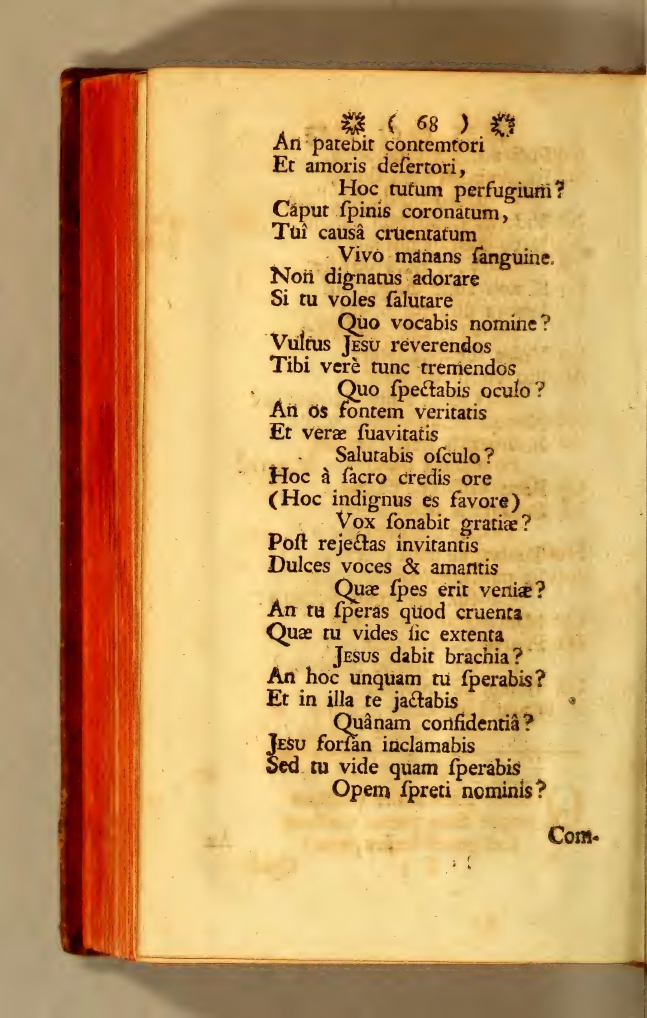 ( 68 )
An patebit contemtori
Et amoris deſertori,
Hoc tutum perfugium?
Caput ſpinis coronatum,
Tuî causâ cruentatum
Vivo manans ſanguine.
Non dignatus adorare
Si tu voles ſalutare
Quo vocabis nomine?
Vultus JESU reverendos
Tibi verè tunc tremendos
Quo ſpectabis oculo?
An os fontem veritatis
Et veræ ſuavitatis
Salutabis oſculo?
Hoc à ſacro credis ore
(Hoc indignus es favore)
Vox ſonabit gratiæ?
Poſt rejectas invitantis
Dulces voces & amantis
Quæ ſpes erit veniæ?
An tu ſperas quod cruenta
Quæ tu vides ſic extenta
JESUS dabit brachia?
An hoc unquam tu ſperabis?
Et in illa te jactabis
Quânam confidentiâ?
JESU forſan inclamabis
Sed tu vide quam ſperabis
Opem ſpreti nominis?
Com-